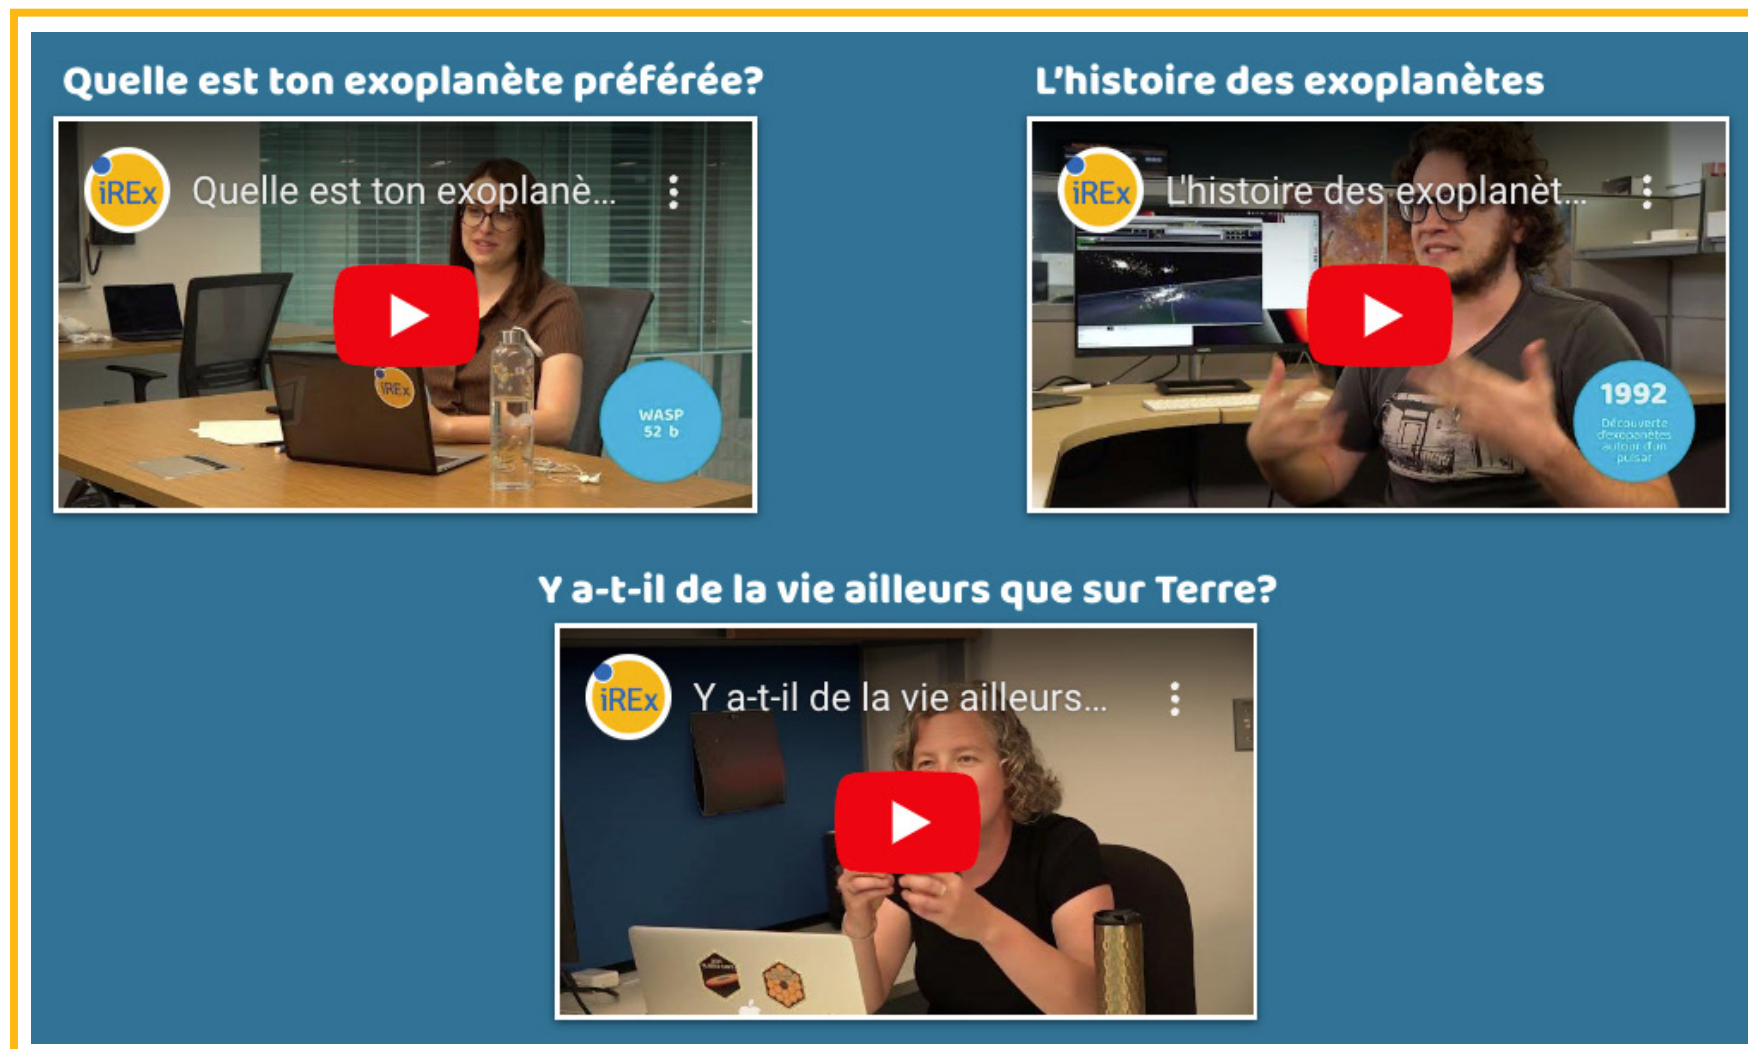 Quelle est ton exoplanète préférée?
L'histoire des exoplanètes
iREx
Quelle est ton exoplanè...
iREx
WASP
52 b
iREx
L'histoire des exoplanèt...
1992
Découverte
d'exopanètes
autour d'un
pulsar
Y a-t-il de la vie ailleurs que sur Terre?
iREx
Y a-t-il de la vie ailleurs...